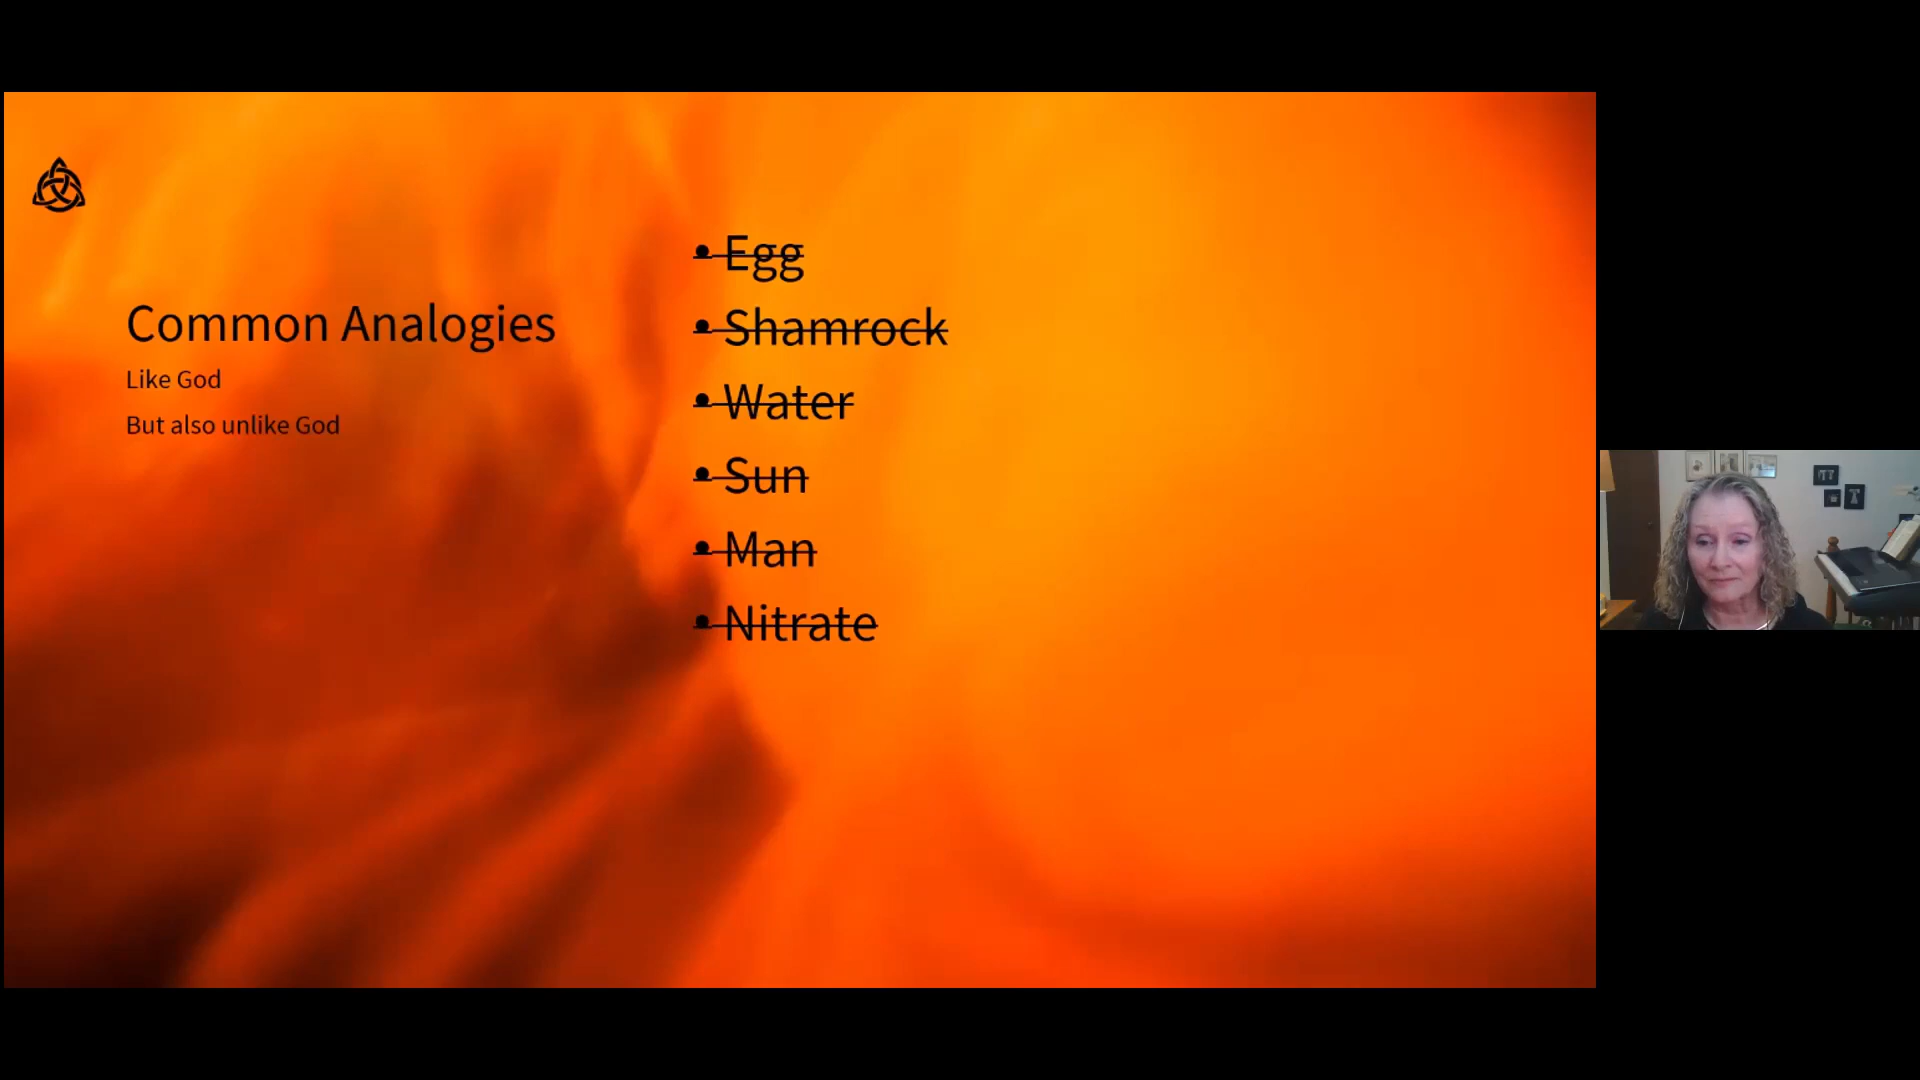 Common Analogies
Like God
But also unlike God
• Egg
• Shamrock
• Water
• Sun
• Man
• Nitrate